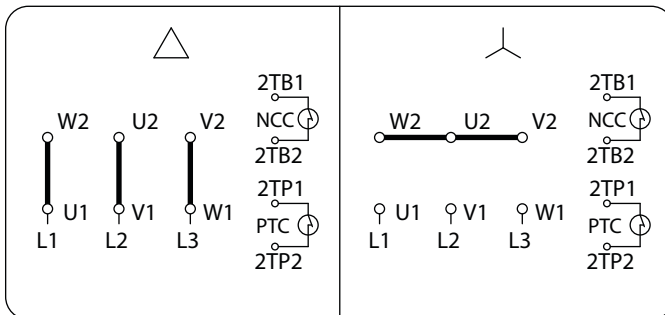 2TB1
W2 U2 V2 NCC
2TB2
2TP1
U1 V1 W1 PTC
L1 L2 L3
2TP2
2TB1
W2 U2 V2 NCC
2TB2
2TP1
U1 V1 W1 PTC
L1 L2 L3
2TP2